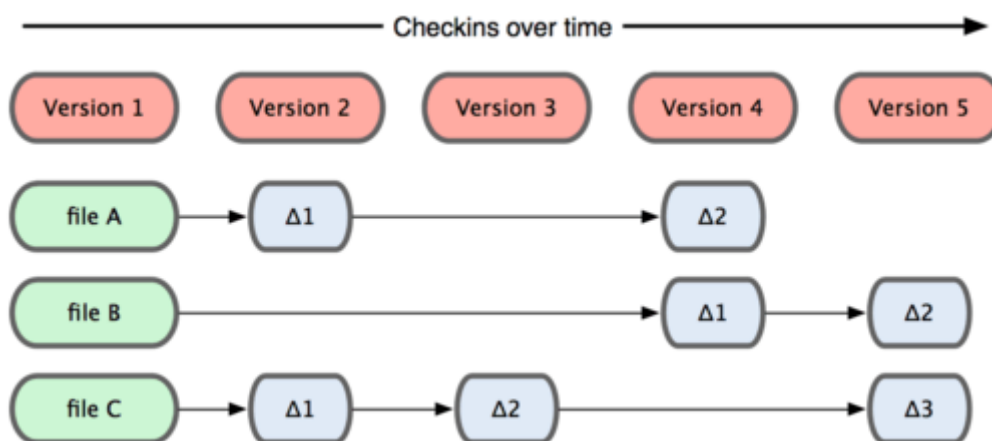 Checkins over time
Version 1 Version 2 Version 3 Version 4 Version 5
file A Δ1 Δ2
file B Δ1 Δ2
file C Δ1 Δ2 Δ3